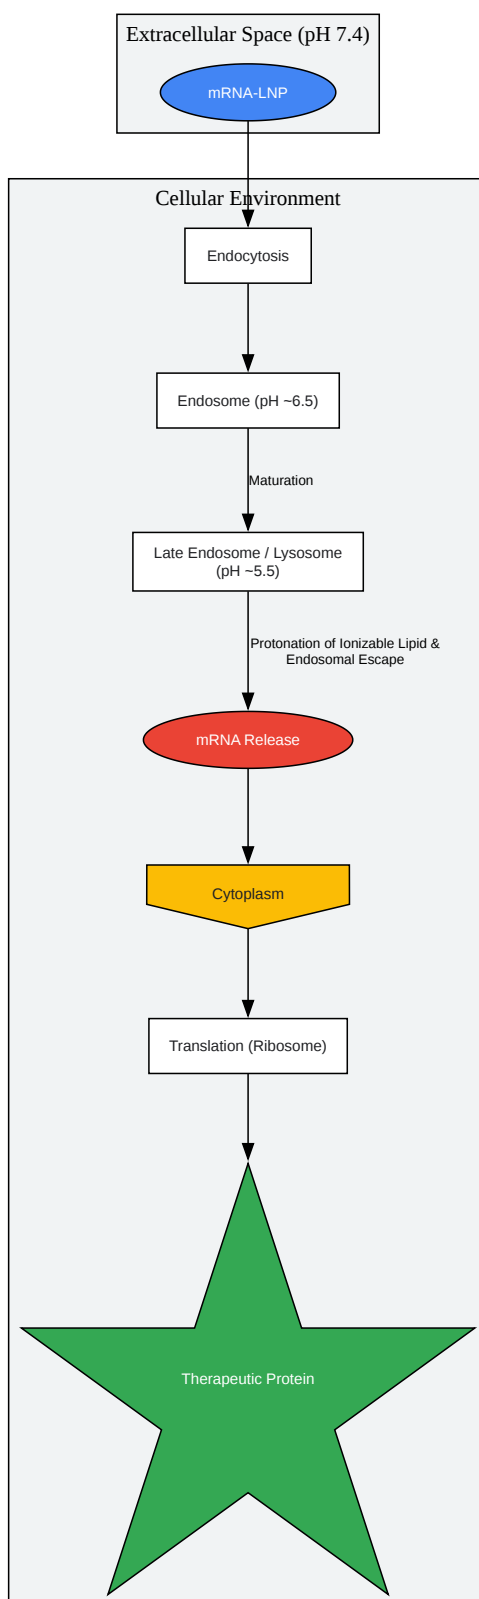 Extracellular Space (pH 7.4)
mRNA-LNP
Cellular Environment
Endocytosis
Endosome (pH ~6.5)
Maturation
Late Endosome / Lysosome
(pH ~5.5)
Protonation of Ionizable Lipid &
Endosomal Escape
mRNA Release
Cytoplasm
Translation (Ribosome)
Therapeutic Protein